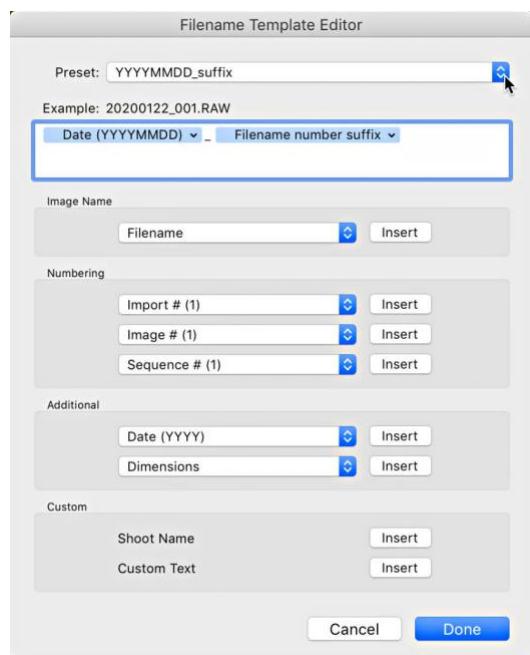 Filename Template Editor
Preset: YYYYMMDD_suffix
Example: 20200122_001.RAW
Date (YYYYMMDD) _ Filename number suffix
Image Name
Filename Insert
Numbering
Import # (1) Insert
Image # (1) Insert
Sequence # (1) Insert
Additional
Date (YYYY) Insert
Dimensions Insert
Custom
Shoot Name Insert
Custom Text Insert
Cancel Done